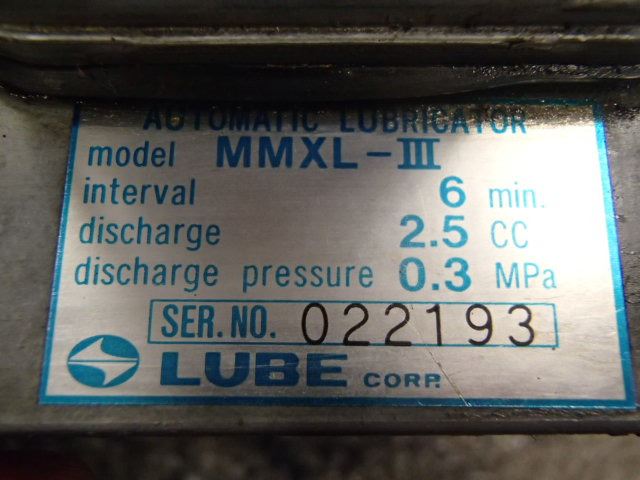 AUTOMATIC LUBRICATOR
model MMXL-III
interval 6 min.
discharge 2.5 CC
discharge pressure 0.3 MPa
SER. NO. 022193
LUBE CORP.